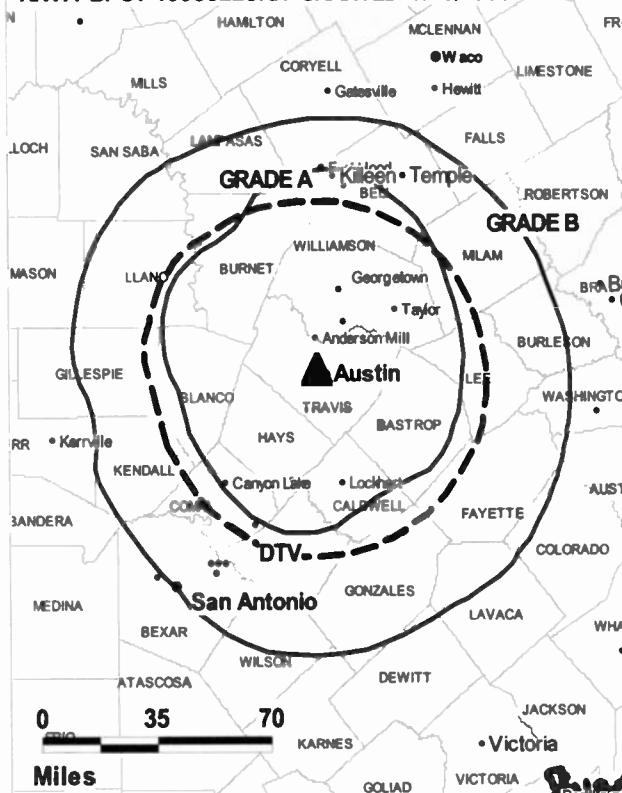 HAMILTON
MCLENNAN
Waco
CORYELL
LIMESTONE
MILLS
Gatesville
Hewitt
FALLS
LAMPASAS
SAN SABA
GRADE A
Killeen
Temple
BELL
ROBERTSON
GRADE B
WILLIAMSON
MILAM
MASON
LLANO
BURNET
Georgetown
Taylor
Anderson Mill
BURLESON
GILLESPIE
Austin
LEE
BLANCO
TRAVIS
WASHINGTON
BASTROP
HAYS
Kerrville
KENDALL
Canyon Lake
Lockhart
CALDWELL
FAYETTE
BANDERA
DTV
COLORADO
GONZALES
MEDINA
San Antonio
LAVACA
BEXAR
WILSON
DEWITT
ATASCOSA
0 35 70
JACKSON
KARNES
Victoria
Miles
VICTORIA
GOLIAD